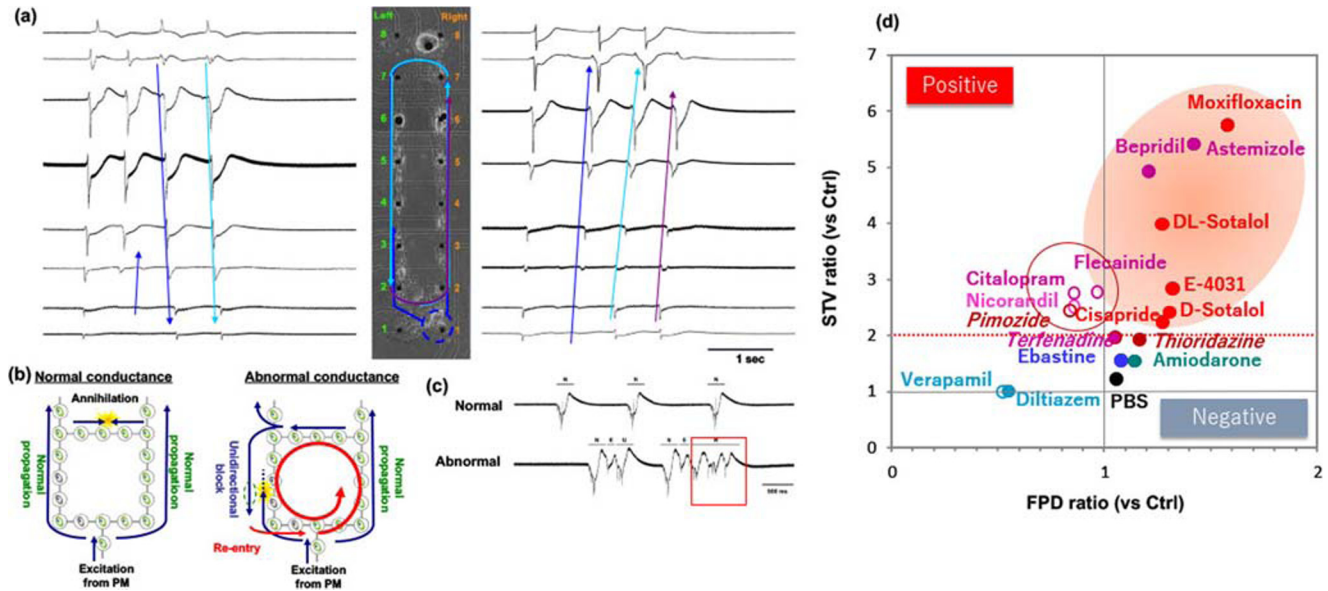 (a)
Left
Right
8
8
7
7
6
6
5
5
4
4
3
3
2
2
1
1
1 sec
(b)
Normal conductance
Annihilation
Normal
propagation
Normal
propagation
Excitation
from PM
Abnormal conductance
Unidirectional
block
Normal
propagatioon
Re-entry
Excitation
from PM
(c)
Normal
N
N
N
Abnormal
N
E
N
500 ms
(d)
STV ratio (vs Ctrl)
7
6
5
4
3
2
1
0
Positive
Moxifloxacin
Bepridil
Astemizole
DL-Sotalol
Flecainide
Citalopram
E-4031
Nicorandil
Cisapride
D-Sotalol
Pimozide
Terfenadine
Thioridazine
Ebastine
Amiodarone
Verapamil
Diltiazem
PBS
Negative
0
1
2
FPD ratio (vs Ctrl)